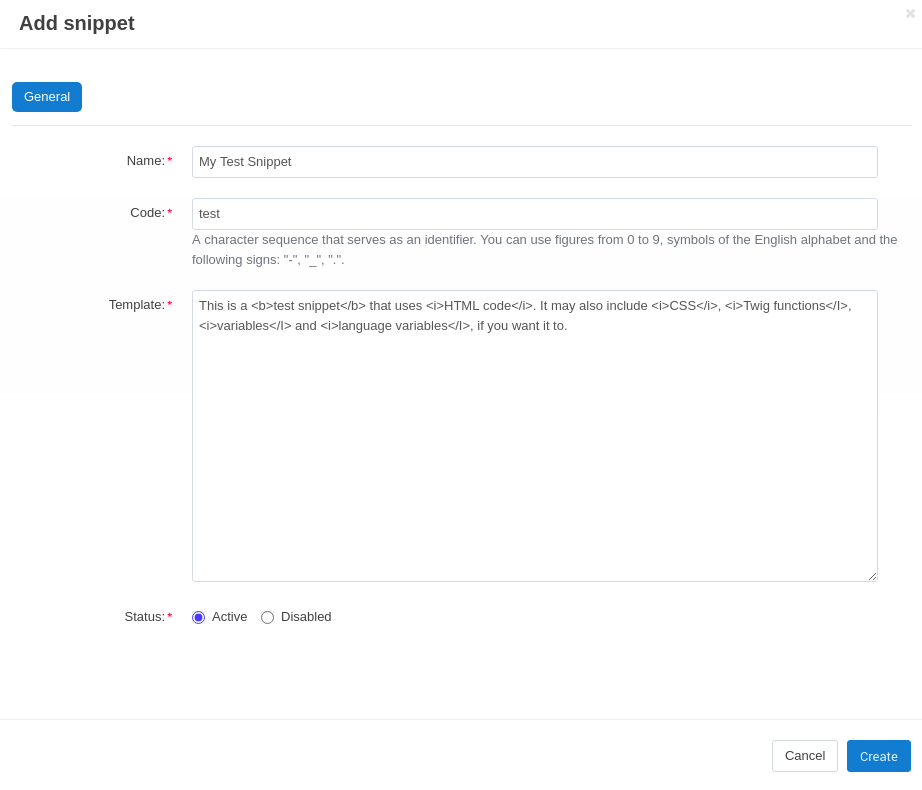 Add snippet
General
Name:*
My Test Snippet
Code:*
test
A character sequence that serves as an identifier. You can use figures from 0 to 9, symbols of the English alphabet and the
following signs: "-", "_", ".".
Template:*
This is a <b>test snippet</b> that uses <i>HTML code</i>. It may also include <i>CSS</i>, <i>Twig functions</I>,
<i>variables</I> and <i>language variables</I>, if you want it to.
Status:*
Active Disabled
Cancel Create